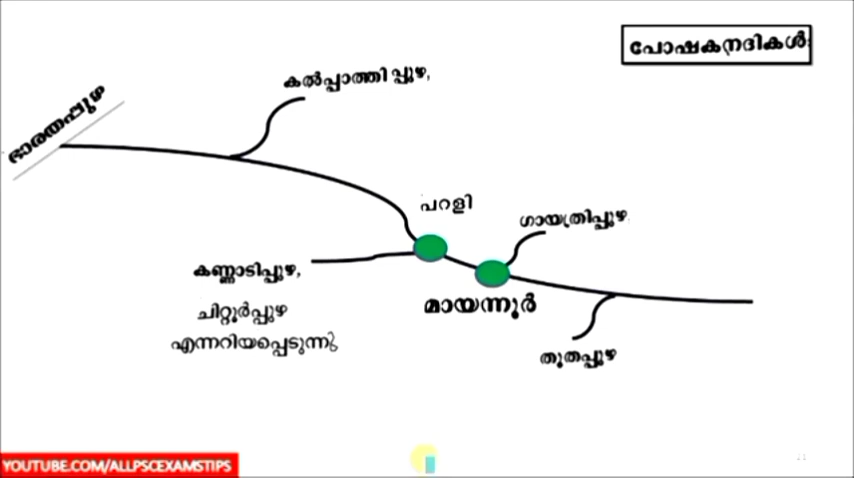 പോഷകനദികൾ
കൽപ്പാത്തി പ്പുഴ,
ഭാരതപ്പുഴ
പറളി
ഗായത്രിപ്പുഴ
കണ്ണാടിപ്പുഴ,
ചിറ്റൂർപ്പുഴ
എന്നറിയപ്പെടുന്നു.
മായന്നൂർ
തൂതപ്പുഴ
YOUTUBE.COM/ALLPSCEXAMSTIPS